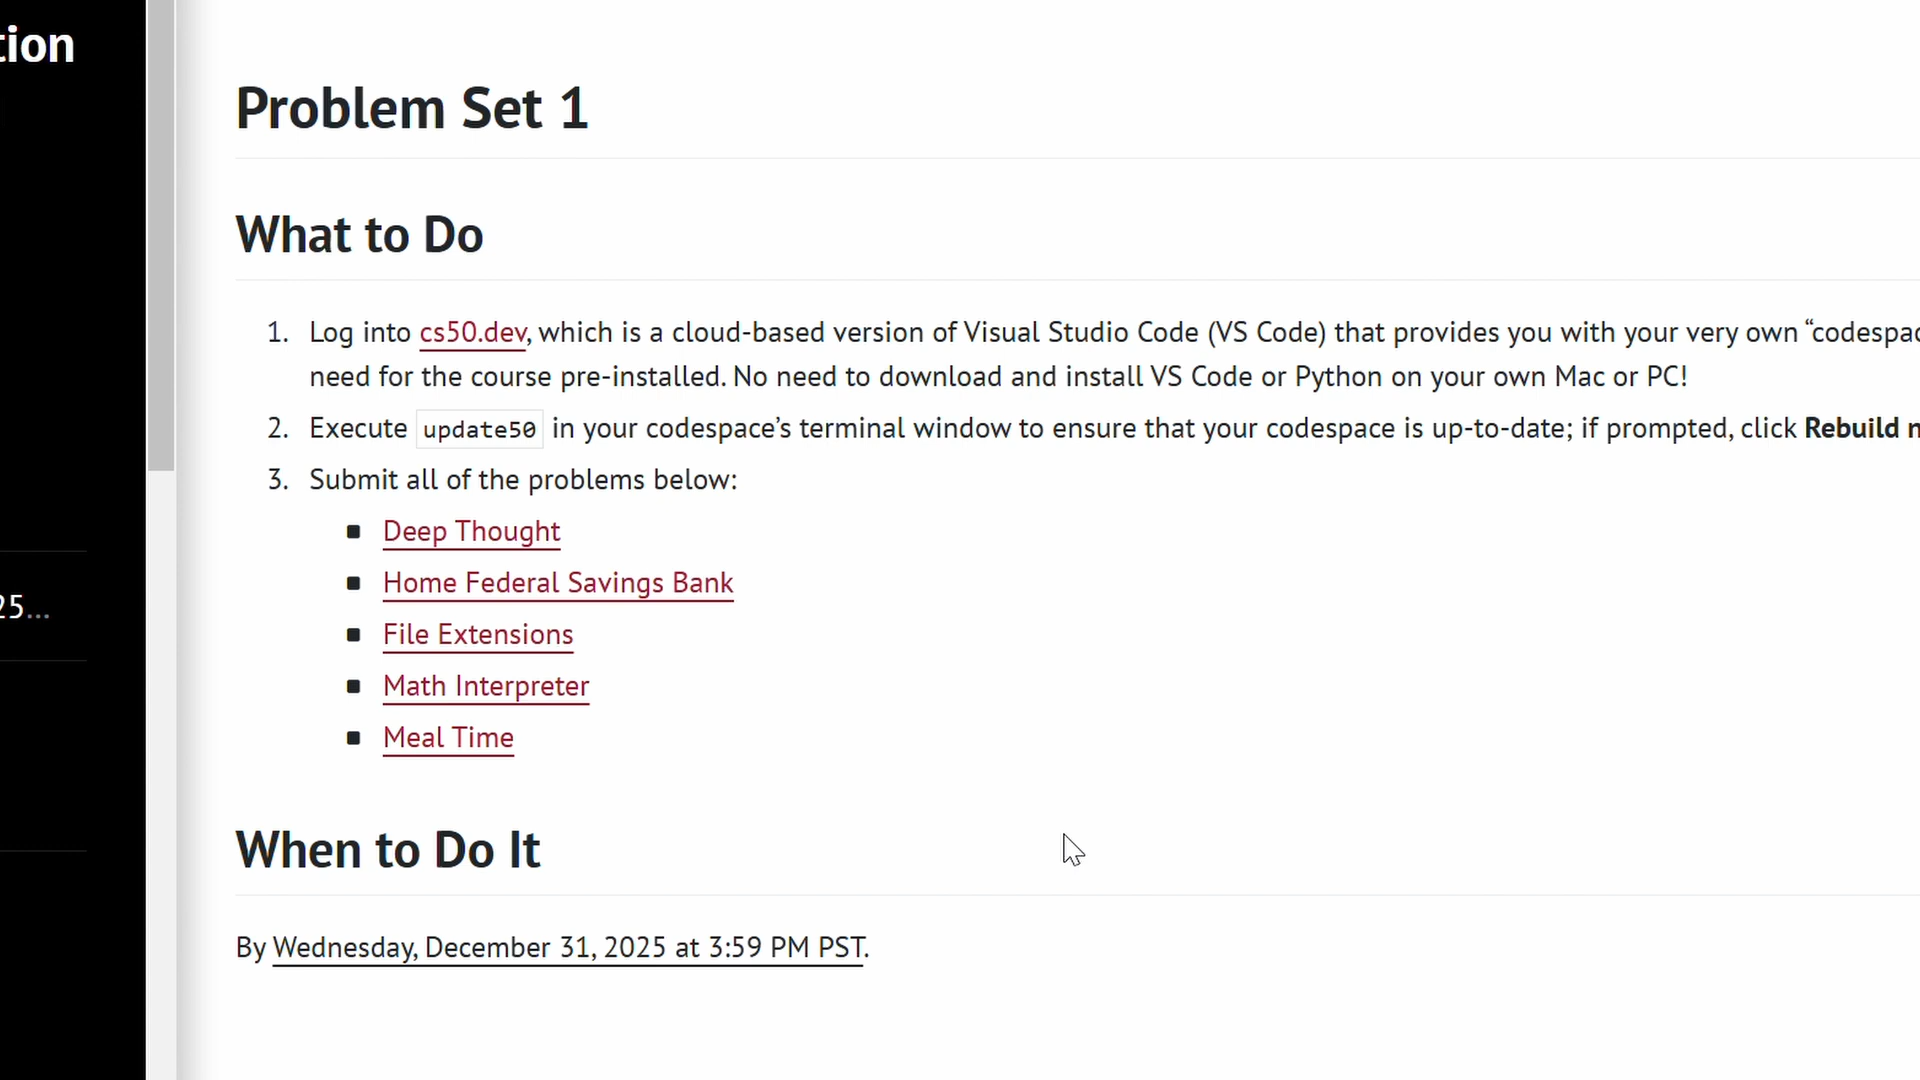 tion
25...
Problem Set 1
What to Do
1. Log into cs50.dev, which is a cloud-based version of Visual Studio Code (VS Code) that provides you with your very own “codespac
need for the course pre-installed. No need to download and install VS Code or Python on your own Mac or PC!
2. Execute update50 in your codespace’s terminal window to ensure that your codespace is up-to-date; if prompted, click Rebuild n
3. Submit all of the problems below:
■ Deep Thought
■ Home Federal Savings Bank
■ File Extensions
■ Math Interpreter
■ Meal Time
When to Do It
By Wednesday, December 31, 2025 at 3:59 PM PST.